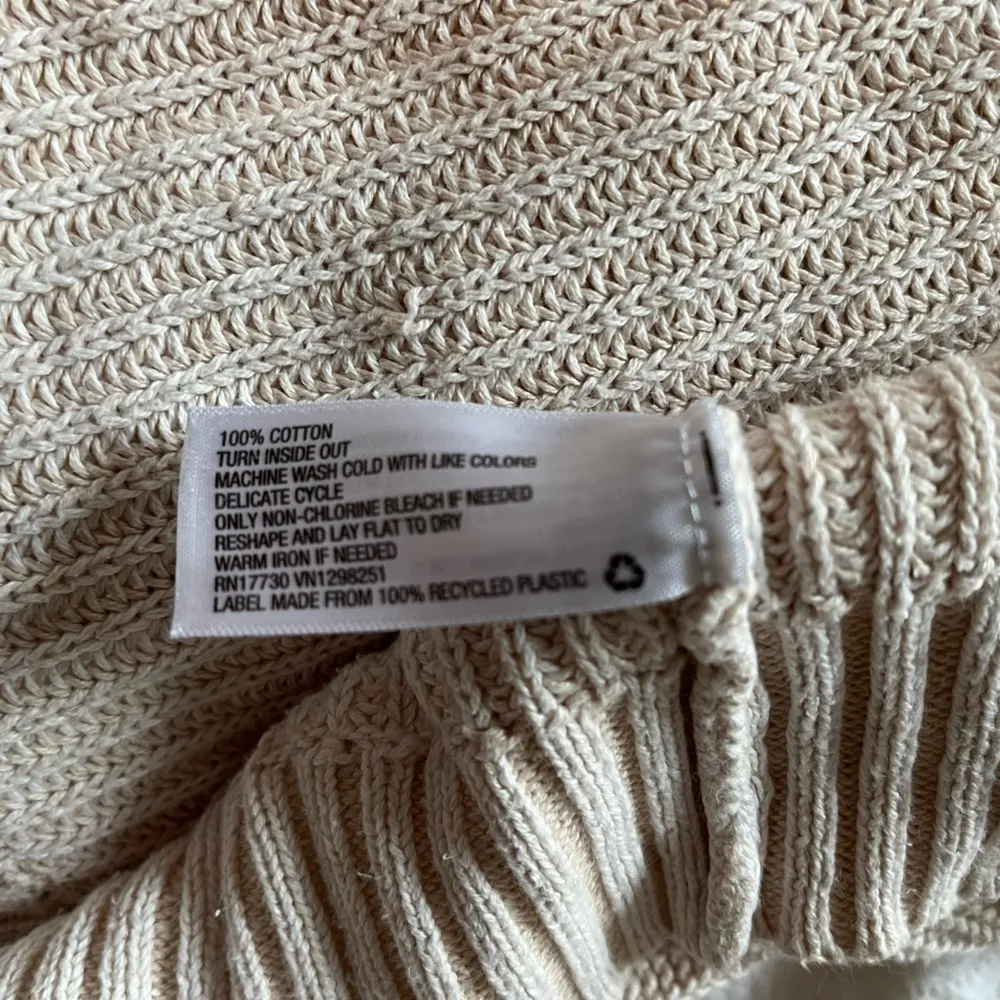 100% COTTON
TURN INSIDE OUT
MACHINE WASH COLD WITH LIKE COLORS
DELICATE CYCLE
ONLY NON-CHLORINE BLEACH IF NEEDED
RESHAPE AND LAY FLAT TO DRY
WARM IRON IF NEEDED
RN17730 VN1298251
LABEL MADE FROM 100% RECYCLED PLASTIC